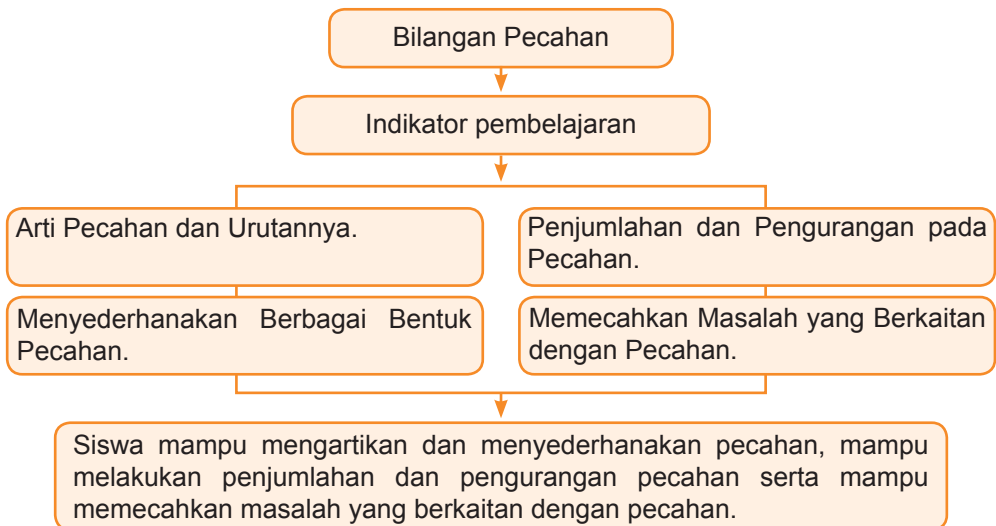 Bilangan Pecahan
Indikator pembelajaran
Arti Pecahan dan Urutannya.
Menyederhanakan Berbagai Bentuk
Pecahan.
Penjumlahan dan Pengurangan pada
Pecahan.
Memecahkan Masalah yang Berkaitan
dengan Pecahan.
Siswa mampu mengartikan dan menyederhanakan pecahan, mampu
melakukan penjumlahan dan pengurangan pecahan serta mampu
memecahkan masalah yang berkaitan dengan pecahan.